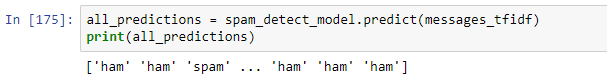 In [175]: all_predictions = spam_detect_model.predict(messages_tfidf)
print(all_predictions)
['ham' 'ham' 'spam' ... 'ham' 'ham' 'ham']